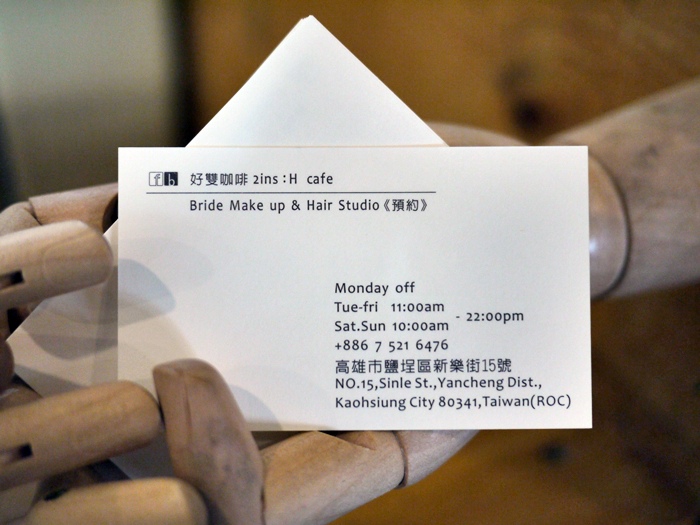 f b 好雙咖啡 2ins:H cafe
Bride Make up & Hair Studio《預約》
Monday off
Tue-fri 11:00am
- 22:00pm
Sat.Sun 10:00am
+886 7 521 6476
高雄市鹽埕區新樂街15號
NO.15,Sinle St.,Yancheng Dist.,
Kaohsiung City 80341,Taiwan(ROC)